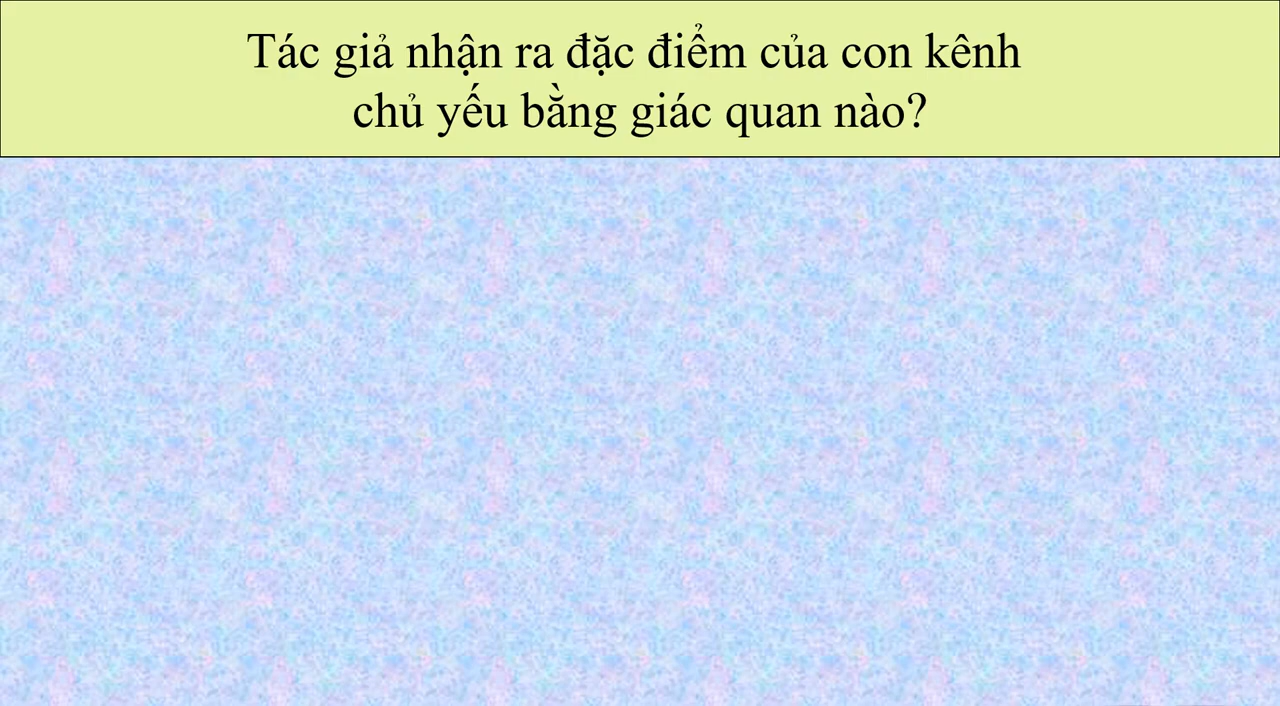 Tác giả nhận ra đặc điểm của con kênh
chủ yếu bằng giác quan nào?